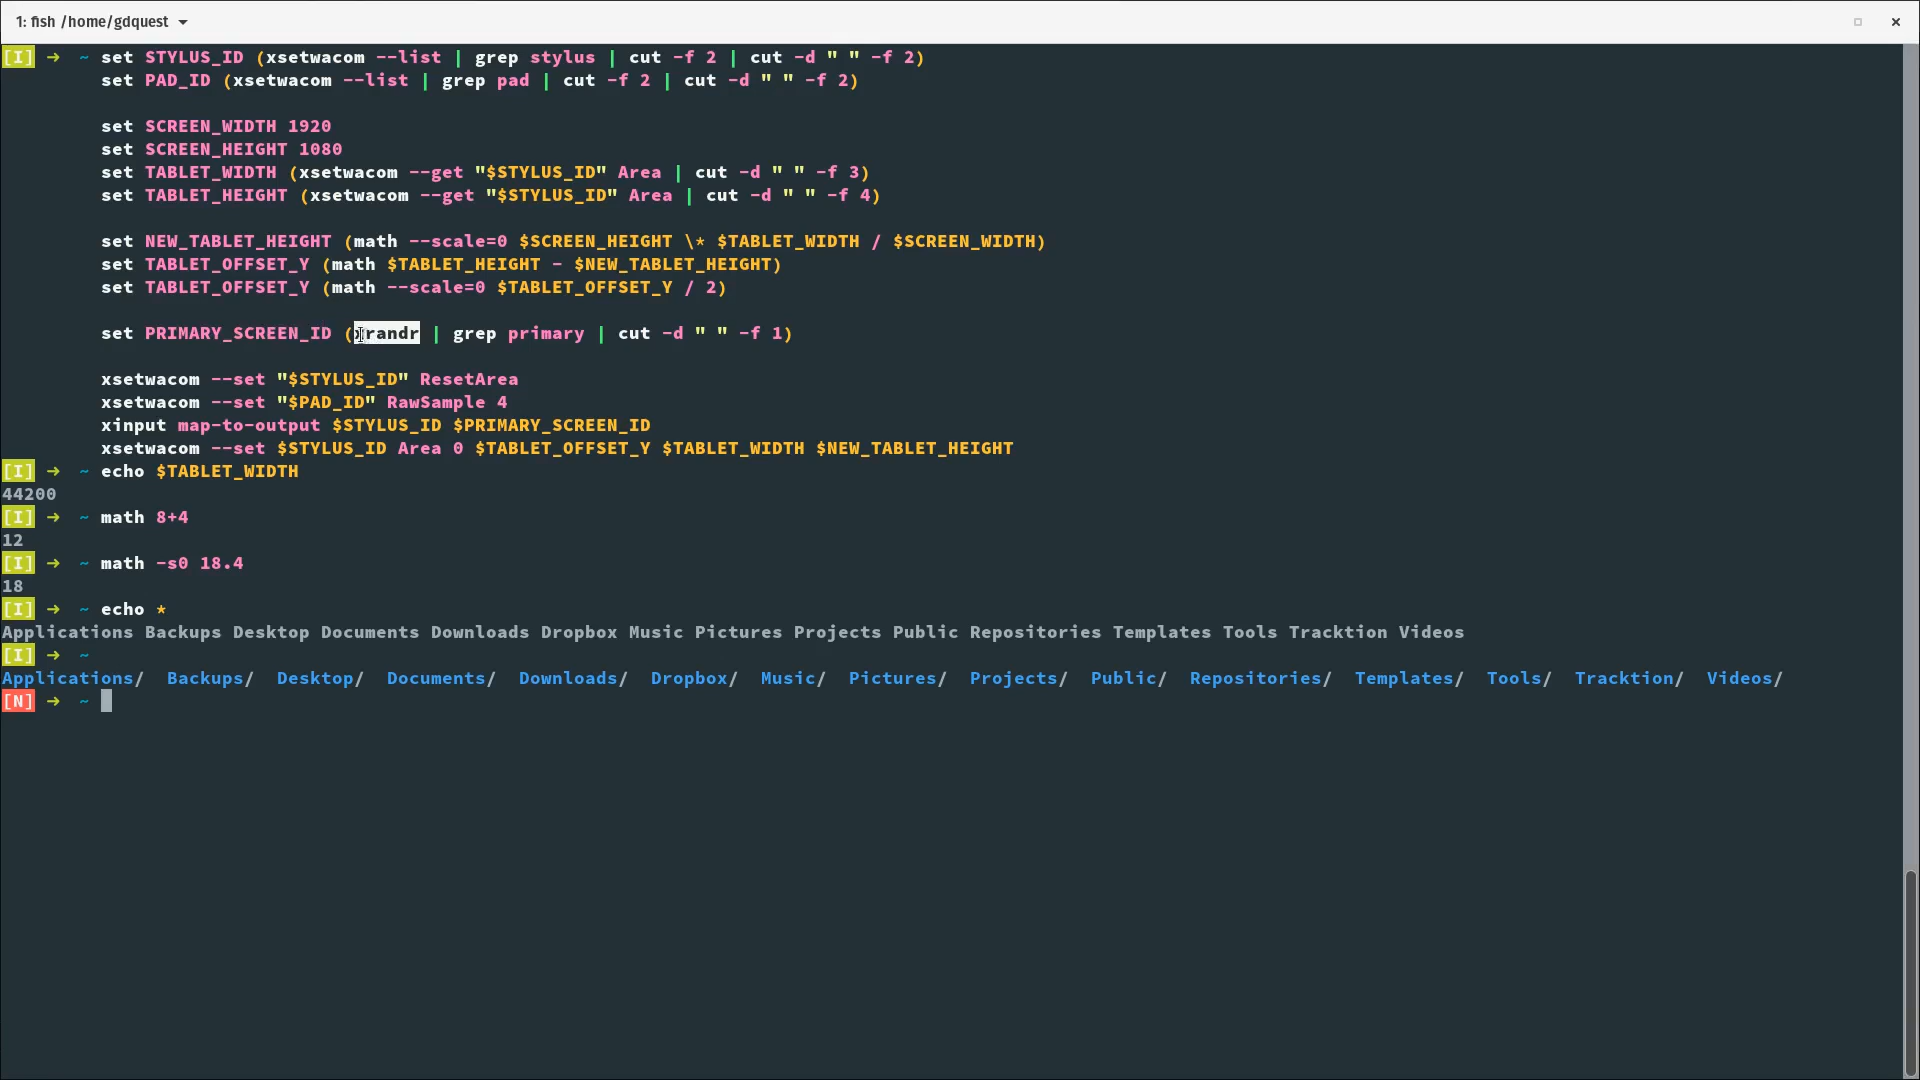 1: fish /home/gdquest
[I] → ~ set STYLUS_ID (xsetwacom --list | grep stylus | cut -f 2 | cut -d " " -f 2)
set PAD_ID (xsetwacom --list | grep pad | cut -f 2 | cut -d " " -f 2)
set SCREEN_WIDTH 1920
set SCREEN_HEIGHT 1080
set TABLET_WIDTH (xsetwacom --get "$STYLUS_ID" Area | cut -d " " -f 3)
set TABLET_HEIGHT (xsetwacom --get "$STYLUS_ID" Area | cut -d " " -f 4)
set NEW_TABLET_HEIGHT (math --scale=0 $SCREEN_HEIGHT \* $TABLET_WIDTH / $SCREEN_WIDTH)
set TABLET_OFFSET_Y (math $TABLET_HEIGHT - $NEW_TABLET_HEIGHT)
set TABLET_OFFSET_Y (math --scale=0 $TABLET_OFFSET_Y / 2)
set PRIMARY_SCREEN_ID (xrandr | grep primary | cut -d " " -f 1)
xsetwacom --set "$STYLUS_ID" ResetArea
xsetwacom --set "$PAD_ID" RawSample 4
xinput map-to-output $STYLUS_ID $PRIMARY_SCREEN_ID
xsetwacom --set $STYLUS_ID Area 0 $TABLET_OFFSET_Y $TABLET_WIDTH $NEW_TABLET_HEIGHT
[I] → ~ echo $TABLET_WIDTH
44200
[I] → ~ math 8+4
12
[I] → ~ math -s0 18.4
18
[I] → ~ echo *
Applications Backups Desktop Documents Downloads Dropbox Music Pictures Projects Public Repositories Templates Tools Tracktion Videos
[I] → ~
Applications/ Backups/ Desktop/ Documents/ Downloads/ Dropbox/ Music/ Pictures/ Projects/ Public/ Repositories/ Templates/ Tools/ Tracktion/ Videos/
[N] → ~